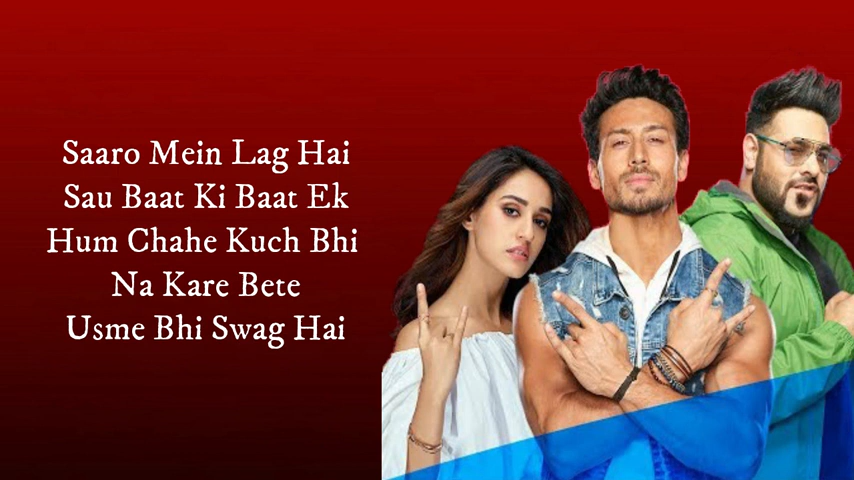 Saaro Mein Lag Hai
Sau Baat Ki Baat Ek
Hum Chahe Kuch Bhi
Na Kare Bete
Usme Bhi Swag Hai